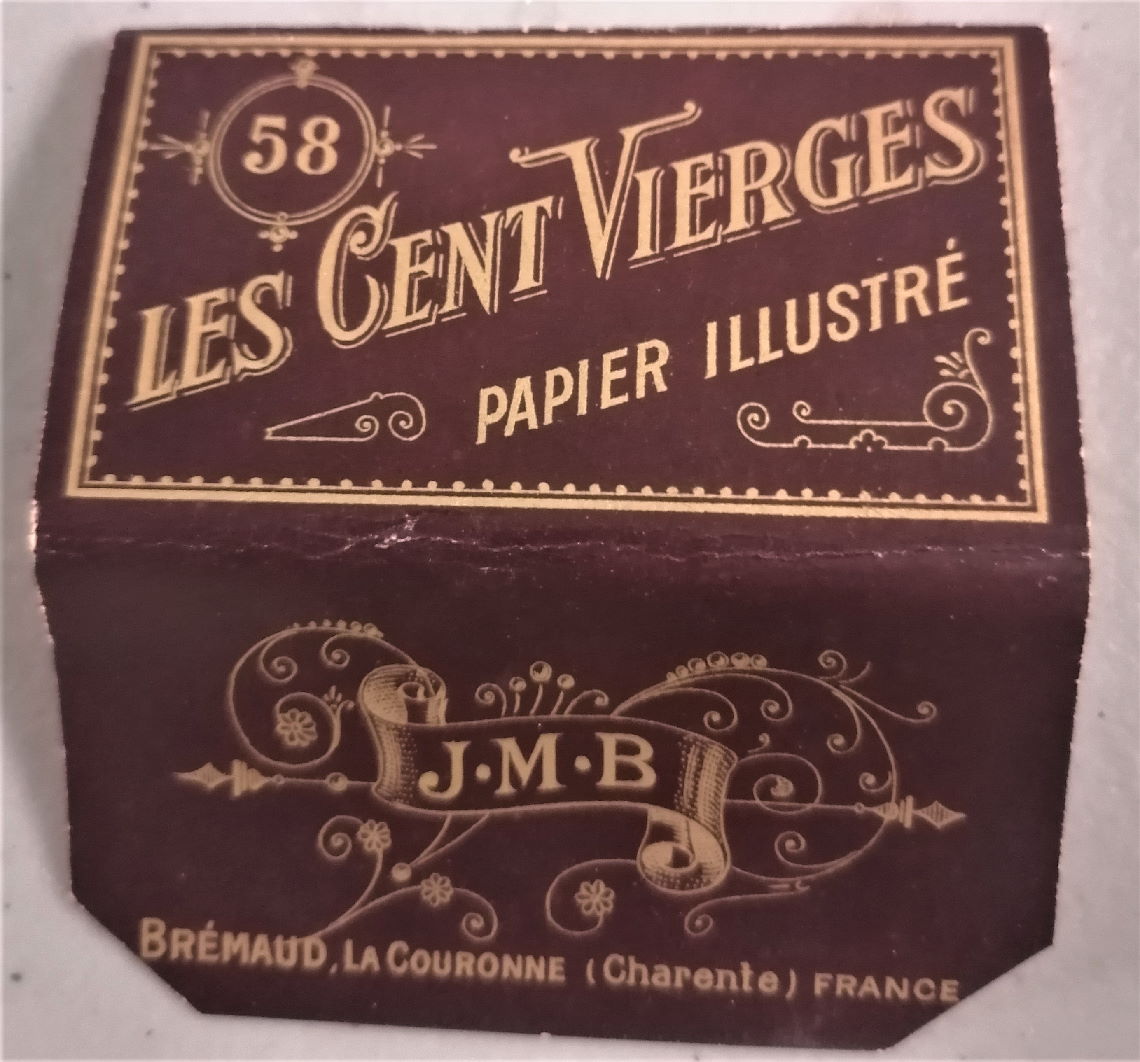 58
LES CENT VIERGES
PAPIER ILLUSTRÉ
J·M·B
BRÉMAUD, LA COURONNE (Charente) FRANCE